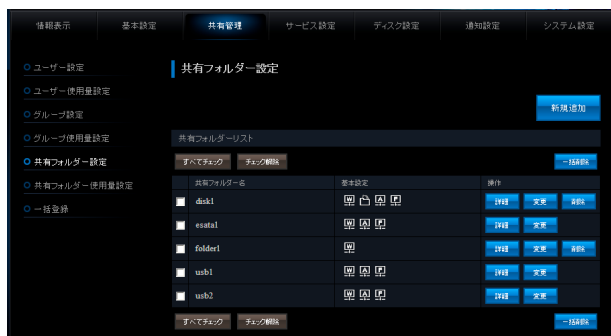 情報表示 基本設定 共有管理 サービス設定 ディスク設定 通知設定 システム設定
ユーザー設定
ユーザー使用量設定
グループ設定
グループ使用量設定
共有フォルダー設定
共有フォルダー使用量設定
一括登録
共有フォルダー設定
新規追加
共有フォルダーリスト
すべてチェック チェック解除 一括削除
共有フォルダー名 基本設定 操作
disk1 W A F 詳細 変更 削除
esata1 W A F 詳細 変更
folder1 W 詳細 変更 削除
usb1 W A F 詳細 変更
usb2 W A F 詳細 変更
すべてチェック チェック解除 一括削除